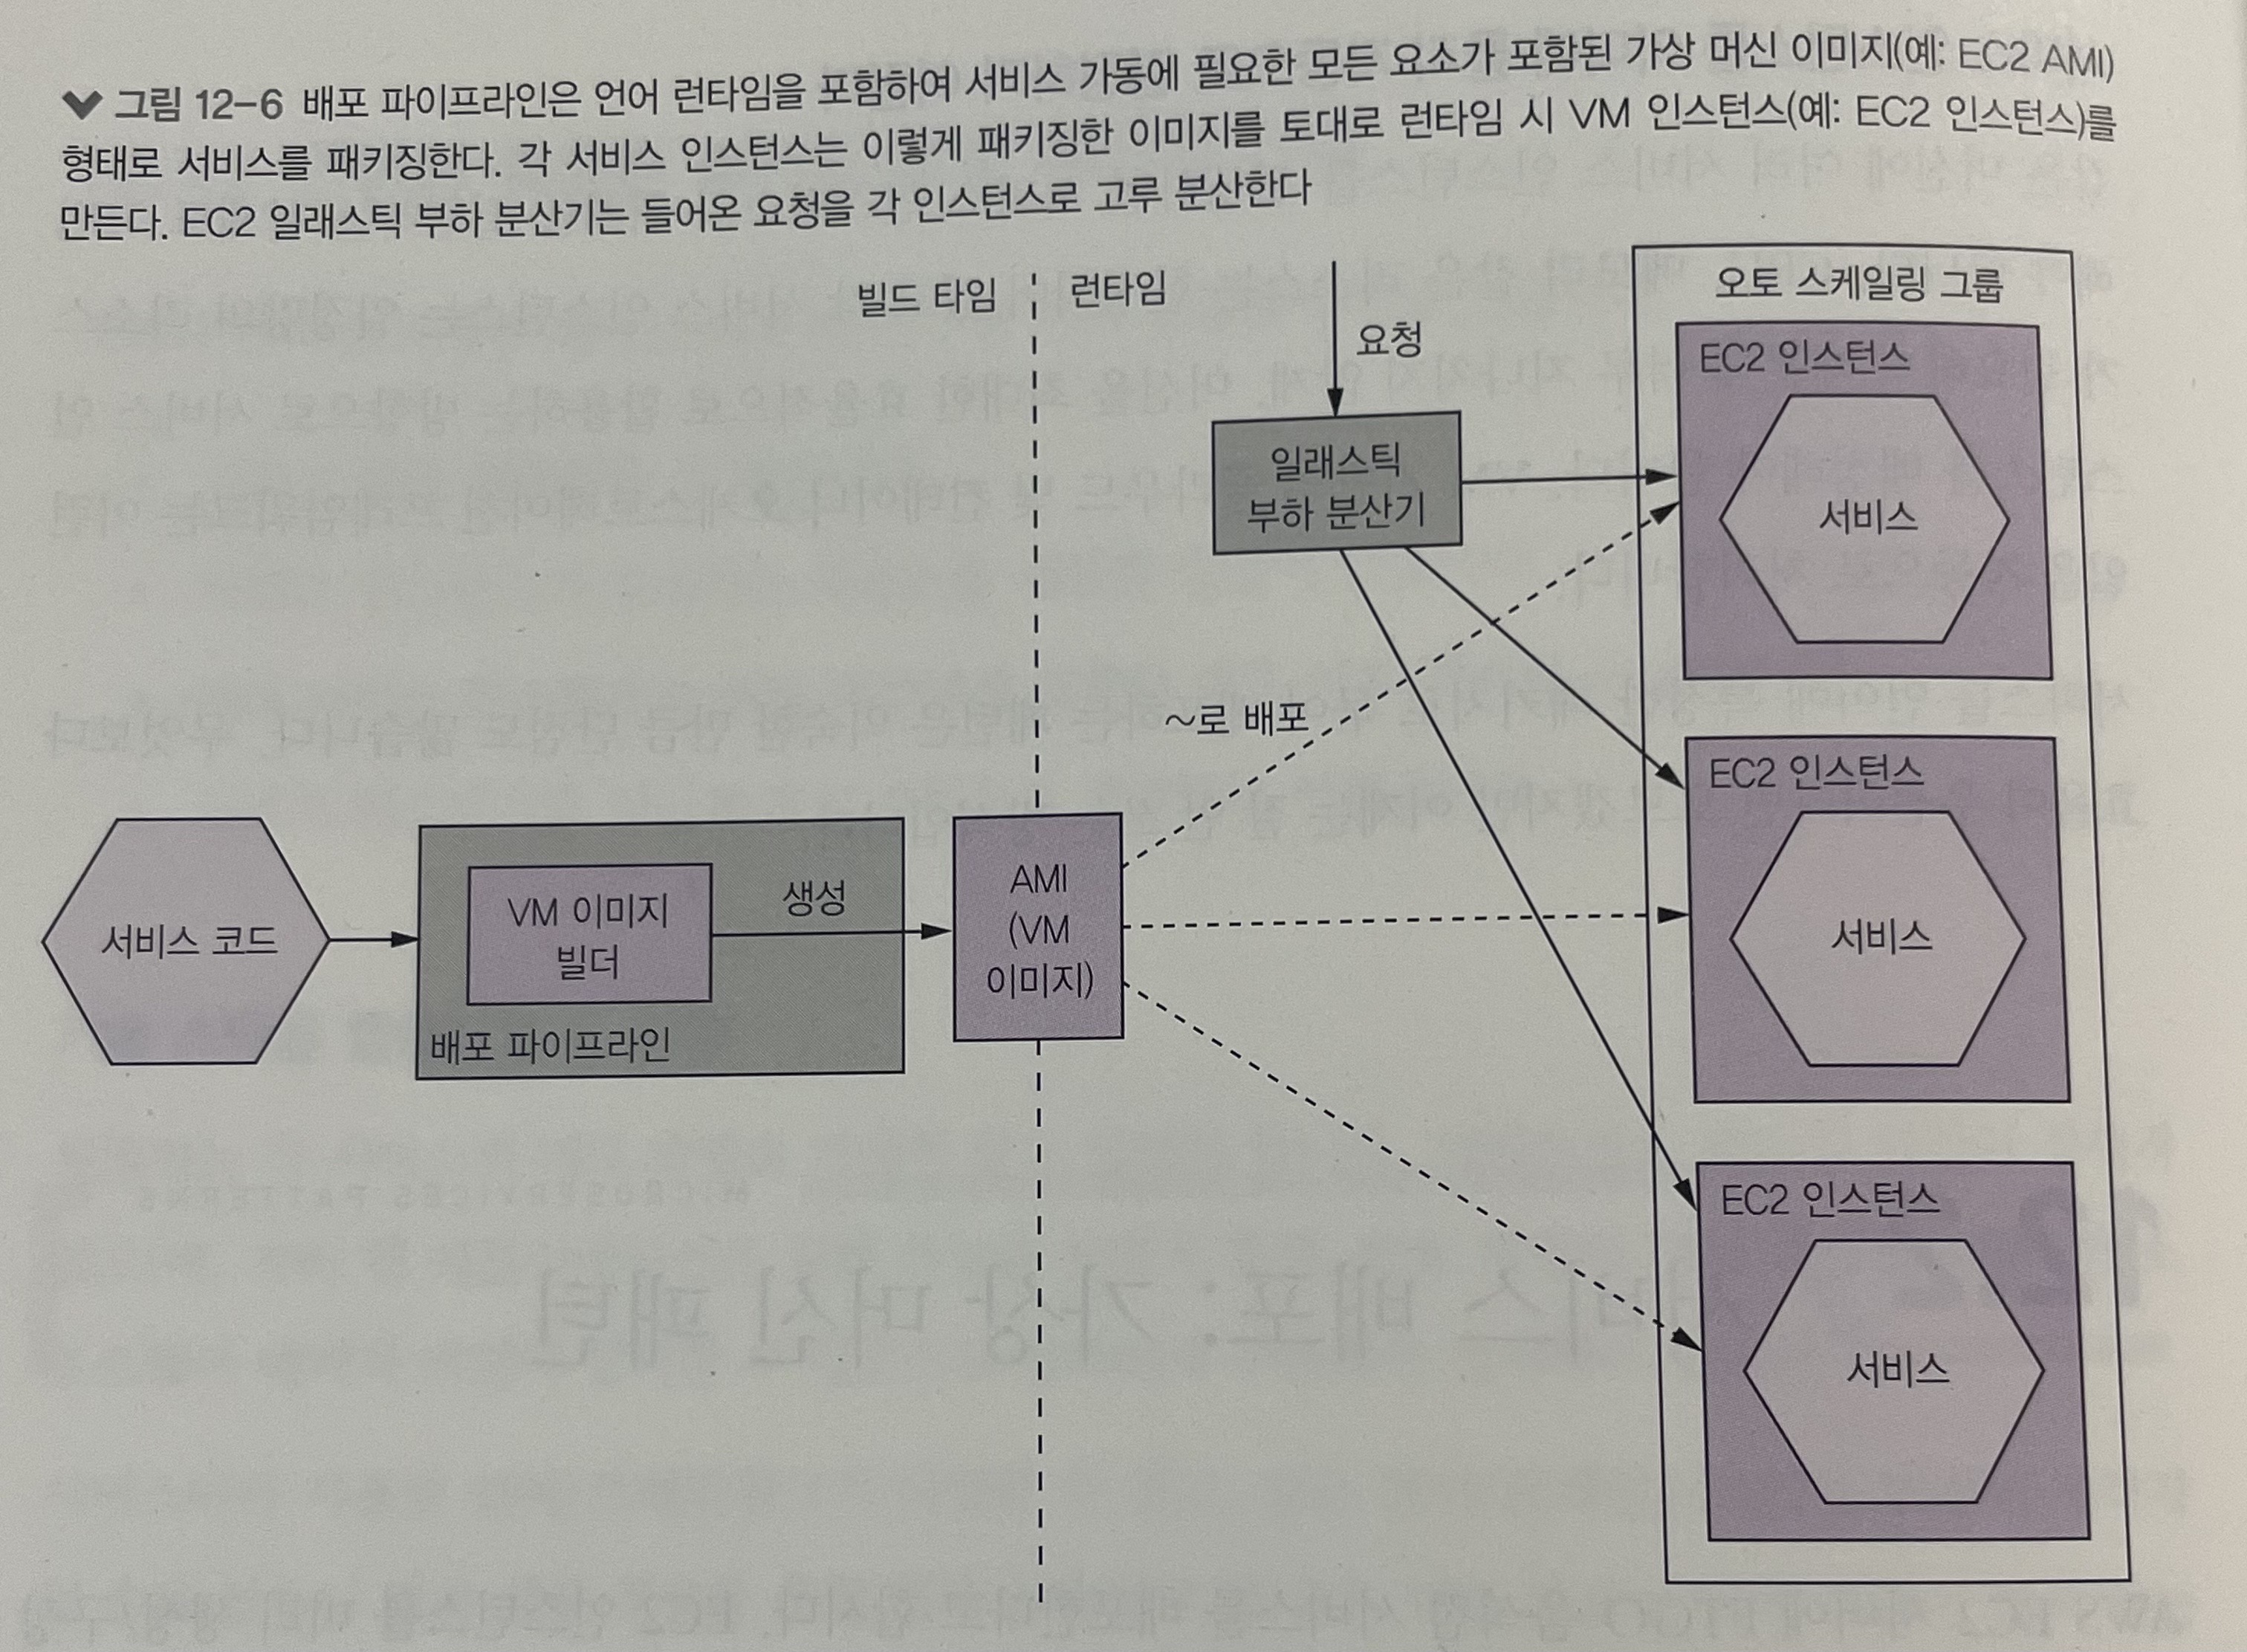 그림 12-6 배포 파이프라인은 언어 런타임을 포함하여 서비스 가동에 필요한 모든 요소가 포함된 가상 머신 이미지(예: EC2 AMI)
형태로 서비스를 패키징한다. 각 서비스 인스턴스는 이렇게 패키징한 이미지를 토대로 런타임 시 VM 인스턴스(예: EC2 인스턴스)를
만든다. EC2 일래스틱 부하 분산기는 들어온 요청을 각 인스턴스로 고루 분산한다
빌드 타임
런타임
요청
오토 스케일링 그룹
EC2 인스턴스
서비스
일래스틱
부하 분산기
~로 배포
EC2 인스턴스
서비스
서비스 코드
VM 이미지
빌더
생성
배포 파이프라인
AMI
(VM
이미지)
EC2 인스턴스
서비스